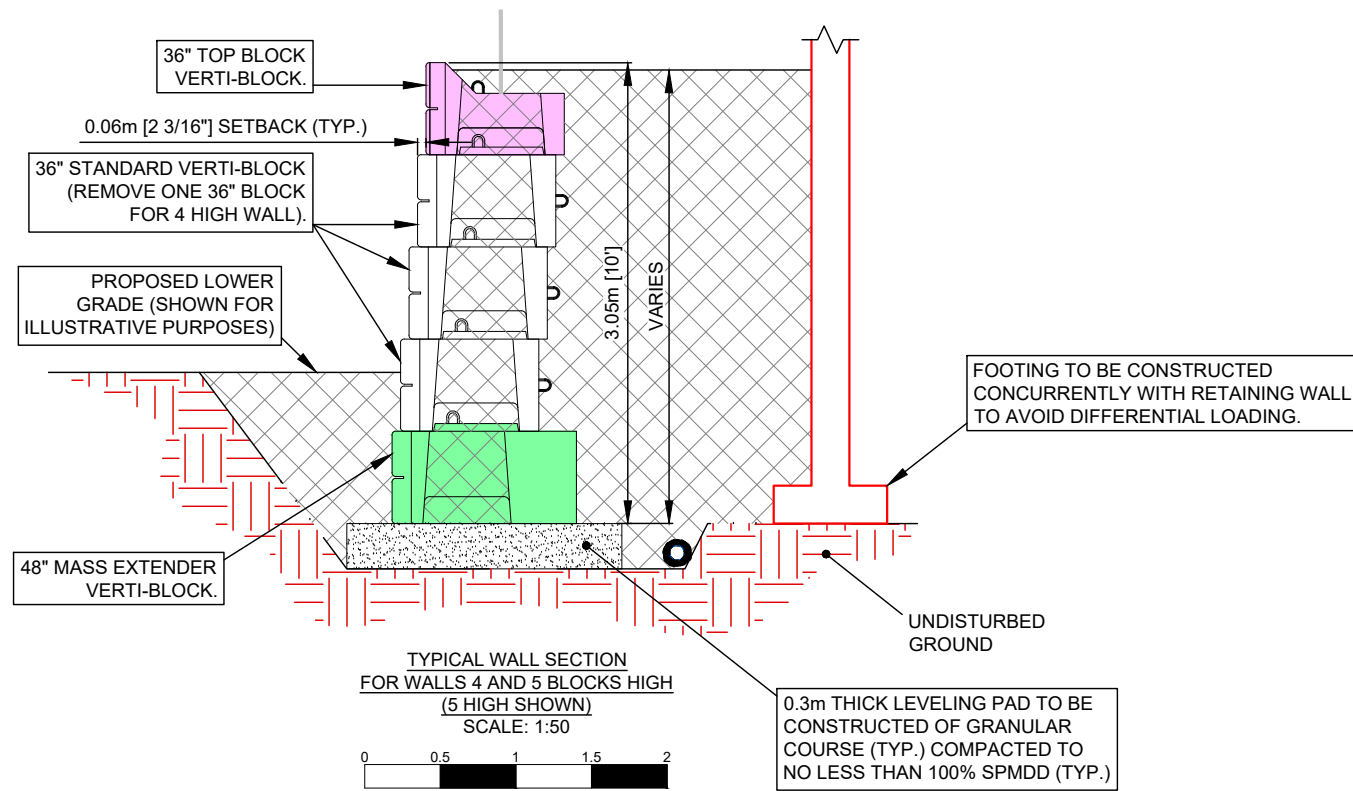 36" TOP BLOCK
VERTI-BLOCK.
0.06m [2 3/16"] SETBACK (TYP.)
36" STANDARD VERTI-BLOCK
(REMOVE ONE 36" BLOCK
FOR 4 HIGH WALL).
PROPOSED LOWER
GRADE (SHOWN FOR
ILLUSTRATIVE PURPOSES)
3.05m [10']
VARIES
FOOTING TO BE CONSTRUCTED
CONCURRENTLY WITH RETAINING WALL
TO AVOID DIFFERENTIAL LOADING.
48" MASS EXTENDER
VERTI-BLOCK.
UNDISTURBED
GROUND
TYPICAL WALL SECTION
FOR WALLS 4 AND 5 BLOCKS HIGH
(5 HIGH SHOWN)
SCALE: 1:50
0 0.5 1 1.5 2
0.3m THICK LEVELING PAD TO BE
CONSTRUCTED OF GRANULAR
COURSE (TYP.) COMPACTED TO
NO LESS THAN 100% SPMDD (TYP.)